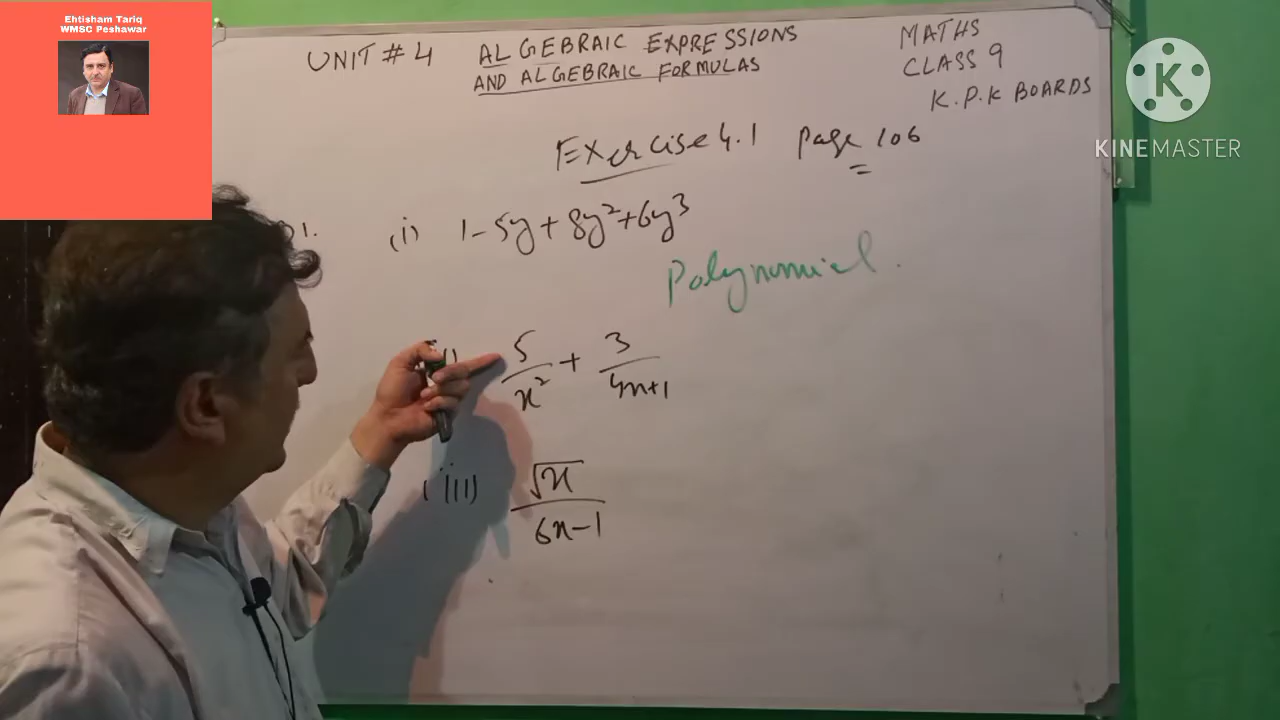 Ehtisham Tariq
WMSC Peshawar
UNIT # 4 ALGEBRAIC EXPRESSIONS
AND ALGEBRAIC FORMULAS
MATHS
CLASS 9
K.P.K BOARDS
K
KINEMASTER
Exercise 4.1 page 106
1. (i) 1-5y+8y²+6y³
Polynomial.
5/x² + 3/4x+1
(iii) √x/6x-1